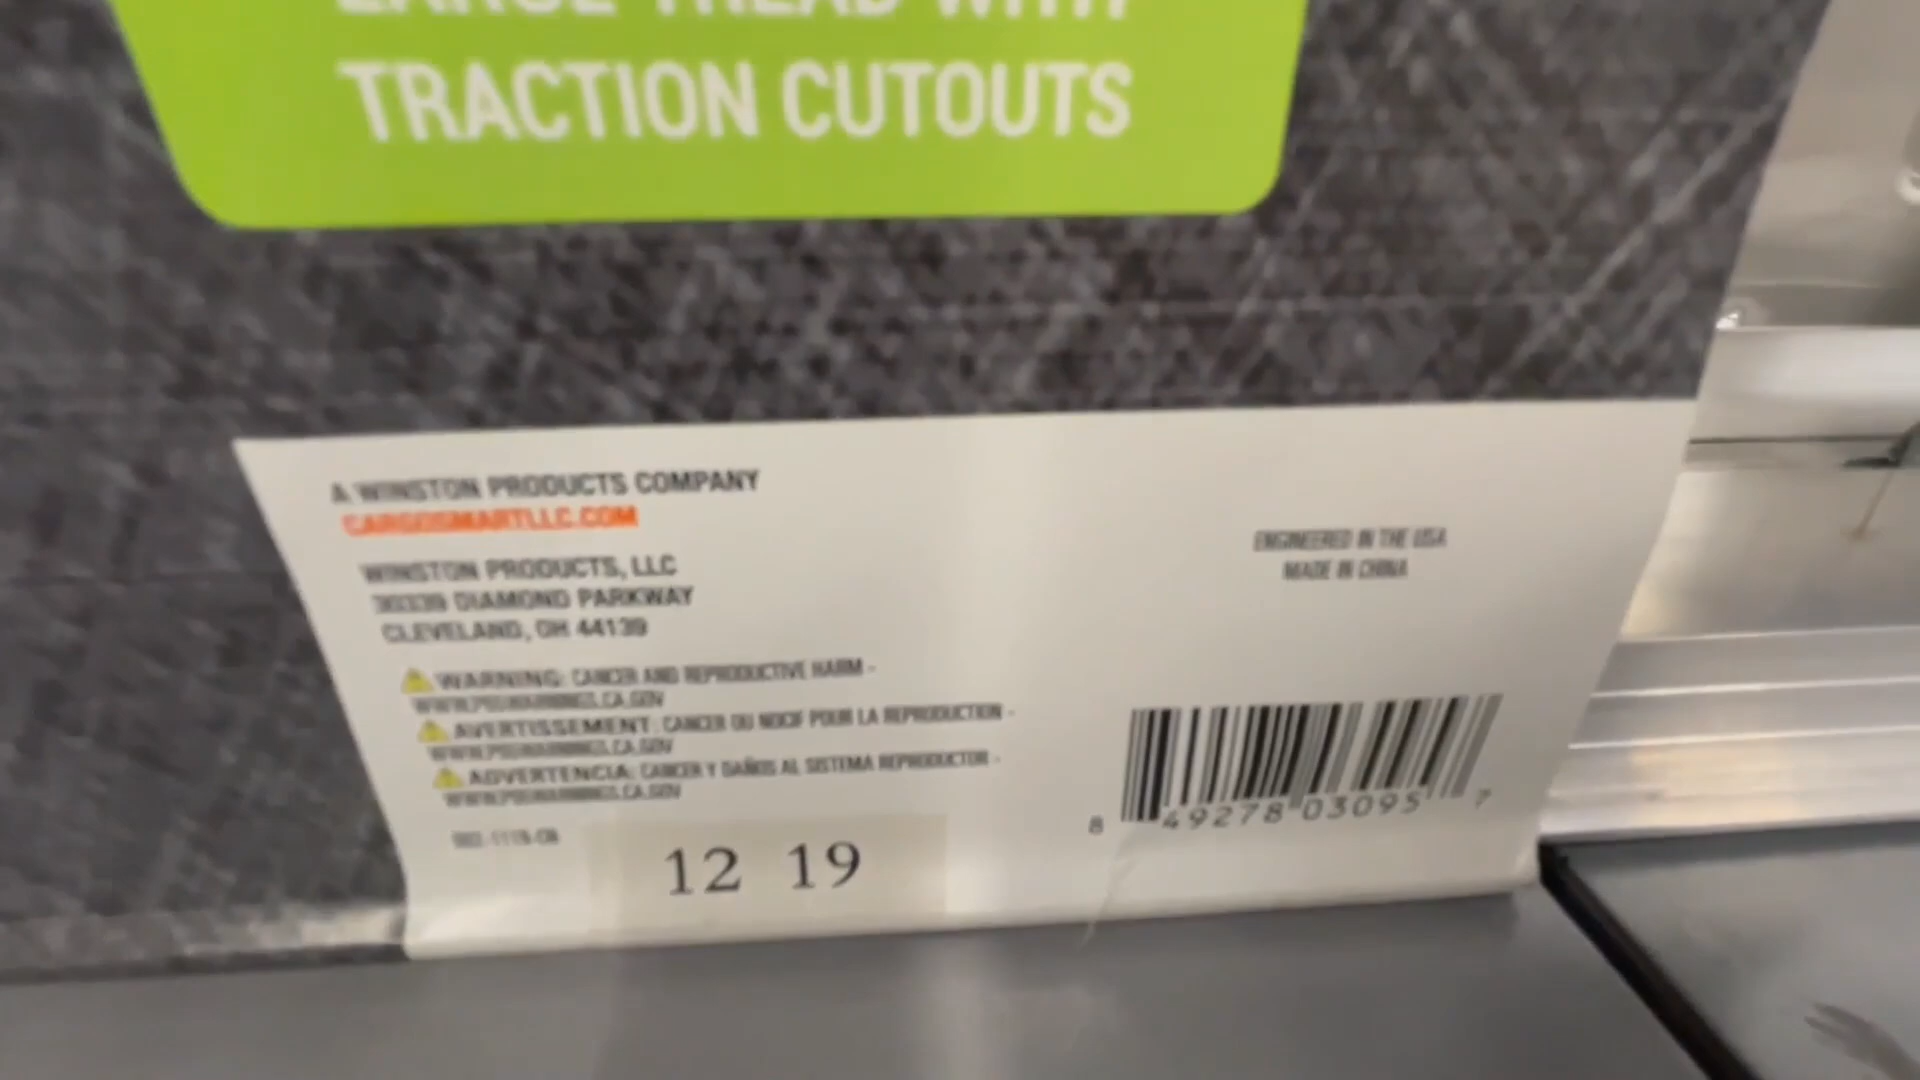 LARGE TREAD WITH
TRACTION CUTOUTS
A WINSTON PRODUCTS COMPANY
CARGOSMARTLLC.COM
WINSTON PRODUCTS, LLC
30339 DIAMOND PARKWAY
CLEVELAND, OH 44139
ENGINEERED IN THE USA
MADE IN CHINA
WARNING: CANCER AND REPRODUCTIVE HARM -
WWW.P65WARNINGS.CA.GOV
AVERTISSEMENT: CANCER OU NOCIF POUR LA REPRODUCTION -
WWW.P65WARNINGS.CA.GOV
ADVERTENCIA: CANCER Y DAÑOS AL SISTEMA REPRODUCTOR -
WWW.P65WARNINGS.CA.GOV
12 19
8 49278 03095 7